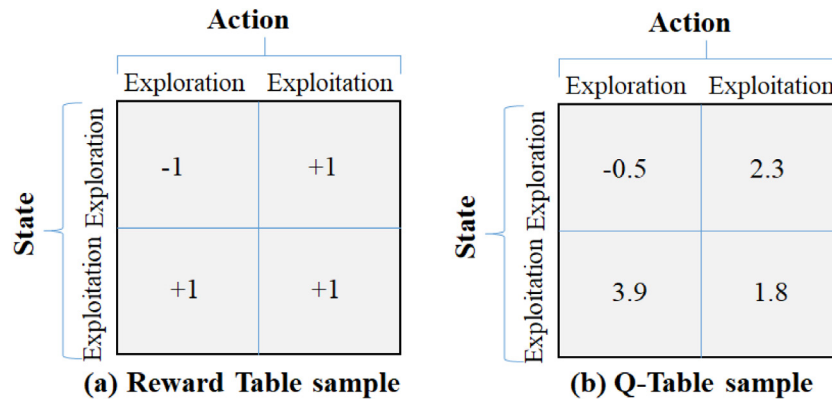 Action
Exploration Exploitation
State
Exploration
-1 +1
Exploitation
+1 +1
(a) Reward Table sample
Action
Exploration Exploitation
State
Exploration
-0.5 2.3
Exploitation
3.9 1.8
(b) Q-Table sample